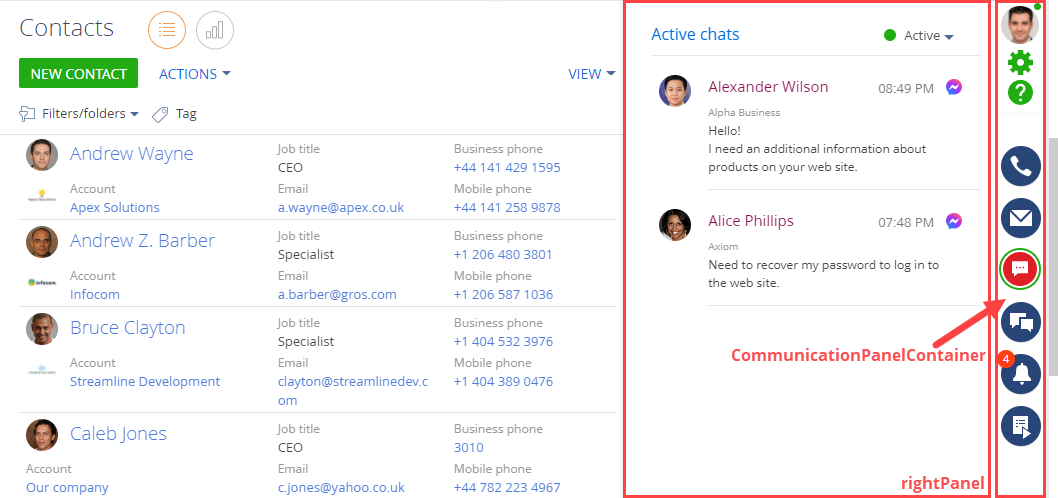 Contacts
NEW CONTACT
ACTIONS
VIEW
Filters/folders
Tag
Andrew Wayne
Job title
CEO
Business phone
+44 141 429 1595
Account
Apex Solutions
Email
a.wayne@apex.co.uk
Mobile phone
+44 141 258 9878
Andrew Z. Barber
Job title
Specialist
Business phone
+1 206 480 3801
infocom
Account
Infocom
Email
a.barber@gros.com
Mobile phone
+1 206 587 1036
Bruce Clayton
Job title
Specialist
Business phone
+1 404 532 3976
Account
Streamline Development
Email
clayton@streamlinedev.c
om
Mobile phone
+1 404 389 0476
Caleb Jones
Job title
CEO
Business phone
3010
Account
Our company
Email
c.jones@yahoo.co.uk
Mobile phone
+44 782 223 4967
Active chats
Active
Alexander Wilson
08:49 PM
Alpha Business
Hello!
I need an additional information about
products on your web site.
Alice Phillips
07:48 PM
Axiom
Need to recover my password to log in to
the web site.
CommunicationPanelContainer
rightPanel
?
4